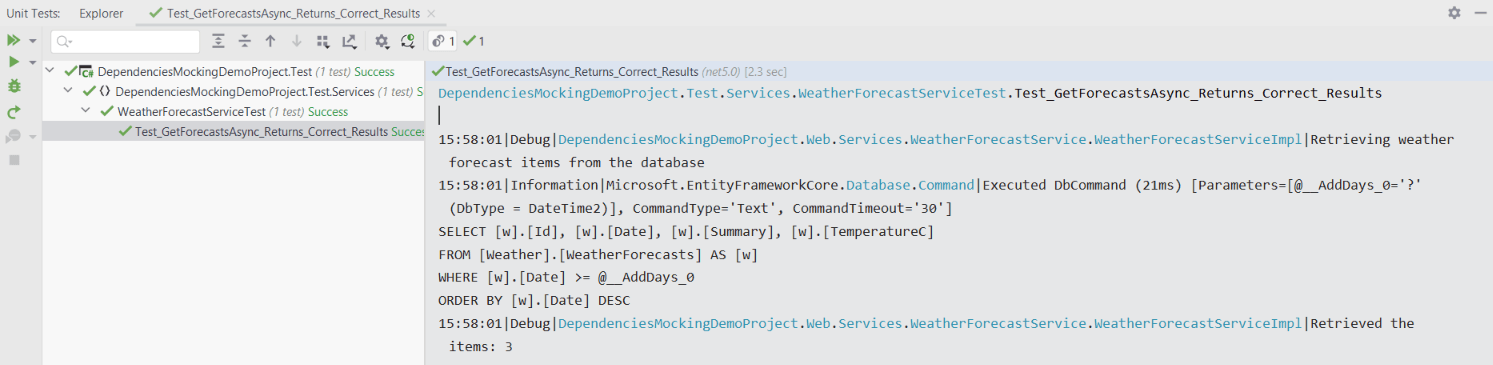 Unit Tests: Explorer Test_GetForecastsAsync_Returns_Correct_Results
1 1
DependenciesMockingDemoProject.Test (1 test) Success
DependenciesMockingDemoProject.Test.Services (1 test) S
WeatherForecastServiceTest (1 test) Success
Test_GetForecastsAsync_Returns_Correct_Results Succe
Test_GetForecastsAsync_Returns_Correct_Results (net5.0) [2.3 sec]
DependenciesMockingDemoProject.Test.Services.WeatherForecastServiceTest.Test_GetForecastsAsync_Returns_Correct_Results
15:58:01|Debug|DependenciesMockingDemoProject.Web.Services.WeatherForecastService.WeatherForecastServiceImpl|Retrieving weather
forecast items from the database
15:58:01|Information|Microsoft.EntityFrameworkCore.Database.Command|Executed DbCommand (21ms) [Parameters=[@__AddDays_0='?'
(DbType = DateTime2)], CommandType='Text', CommandTimeout='30']
SELECT [w].[Id], [w].[Date], [w].[Summary], [w].[TemperatureC]
FROM [Weather].[WeatherForecasts] AS [w]
WHERE [w].[Date] >= @__AddDays_0
ORDER BY [w].[Date] DESC
15:58:01|Debug|DependenciesMockingDemoProject.Web.Services.WeatherForecastService.WeatherForecastServiceImpl|Retrieved the
items: 3